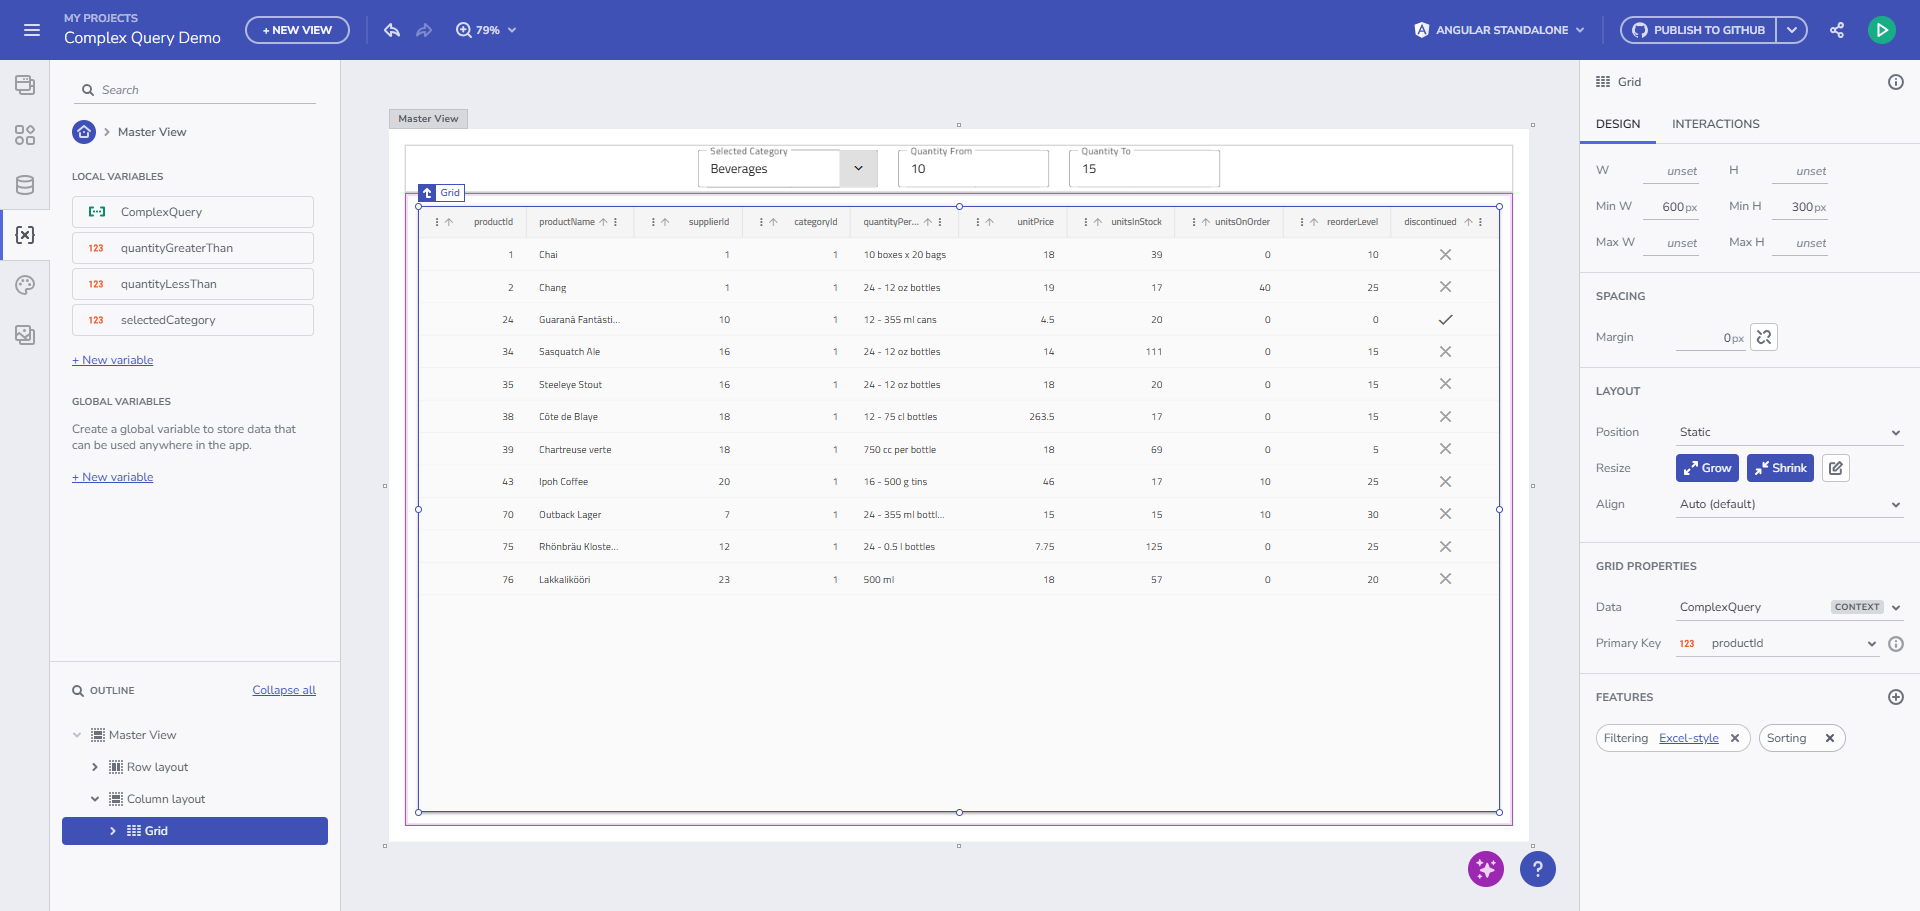 MY PROJECTS
Complex Query Demo
+ NEW VIEW
79%
ANGULAR STANDALONE
PUBLISH TO GITHUB
Search
Master View
LOCAL VARIABLES
ComplexQuery
123 quantityGreaterThan
123 quantityLessThan
123 selectedCategory
+ New variable
GLOBAL VARIABLES
Create a global variable to store data that
can be used anywhere in the app.
+ New variable
OUTLINE Collapse all
Master View
Row layout
Column layout
Grid
Master View
Selected Category Quantity From Quantity To
Beverages 10 15
Grid
productId productName supplierId categoryId quantityPer... unitPrice unitsInStock unitsOnOrder reorderLevel discontinued
1 Chai 1 1 10 boxes x 20 bags 18 39 0 10
2 Chang 1 1 24 - 12 oz bottles 19 17 40 25
24 Guaraná Fantásti... 10 1 12 - 355 ml cans 4.5 20 0 0
34 Sasquatch Ale 16 1 24 - 12 oz bottles 14 111 0 15
35 Steeleye Stout 16 1 24 - 12 oz bottles 18 20 0 15
38 Côte de Blaye 18 1 12 - 75 cl bottles 263.5 17 0 15
39 Chartreuse verte 18 1 750 cc per bottle 18 69 0 5
43 Ipoh Coffee 20 1 16 - 500 g tins 46 17 10 25
70 Outback Lager 7 1 24 - 355 ml bottl... 15 15 10 30
75 Rhönbräu Kloste... 12 1 24 - 0.5 l bottles 7.75 125 0 25
76 Lakkalikööri 23 1 500 ml 18 57 0 20
?
Grid
DESIGN INTERACTIONS
W unset H unset
Min W 600px Min H 300px
Max W unset Max H unset
SPACING
Margin 0px
LAYOUT
Position Static
Resize Grow Shrink
Align Auto (default)
GRID PROPERTIES
Data ComplexQuery CONTEXT
Primary Key 123 productId
FEATURES
Filtering Excel-style Sorting